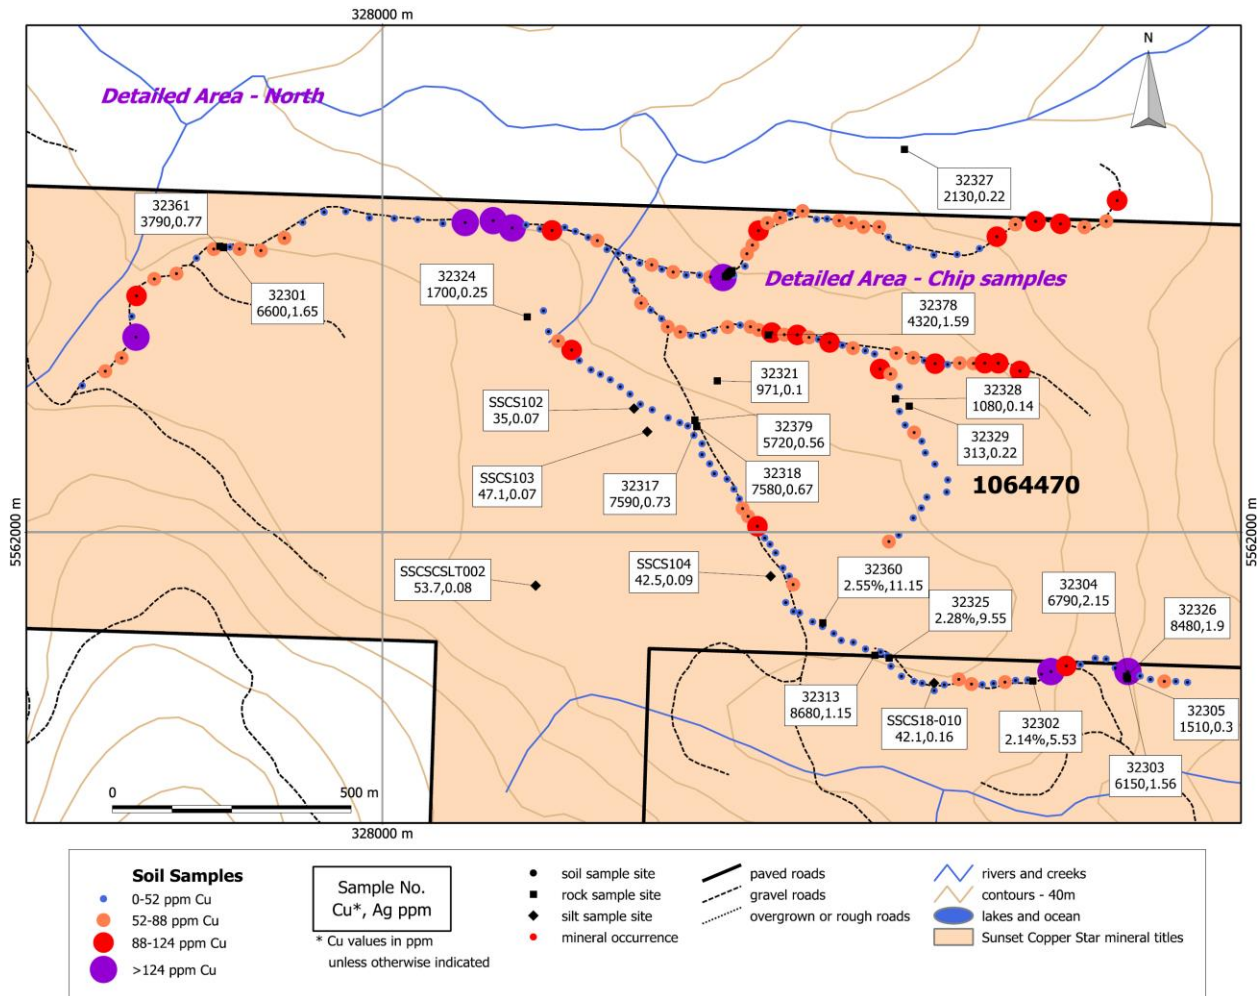 328000 m
Detailed Area - North
N
32327
2130,0.22
32361
3790,0.77
32324
1700,0.25
Detailed Area - Chip samples
32301
6600,1.65
32378
4320,1.59
32321
971,0.1
32328
1080,0.14
SSCS102
35,0.07
32379
5720,0.56
32329
313,0.22
SSCS103
47.1,0.07
32317
7590,0.73
32318
7580,0.67
1064470
5562000 m
5562000 m
SSCSCSLT002
53.7,0.08
SSCS104
42.5,0.09
32360
2.55%,11.15
32304
6790,2.15
32325
2.28%,9.55
32326
8480,1.9
32313
8680,1.15
SSCS18-010
42.1,0.16
32302
2.14%,5.53
32305
1510,0.3
32303
6150,1.56
0 500 m
328000 m
Soil Samples
0-52 ppm Cu
52-88 ppm Cu
88-124 ppm Cu
>124 ppm Cu
Sample No.
Cu*, Ag ppm
* Cu values in ppm
unless otherwise indicated
soil sample site
rock sample site
silt sample site
mineral occurrence
paved roads
gravel roads
overgrown or rough roads
rivers and creeks
contours - 40m
lakes and ocean
Sunset Copper Star mineral titles